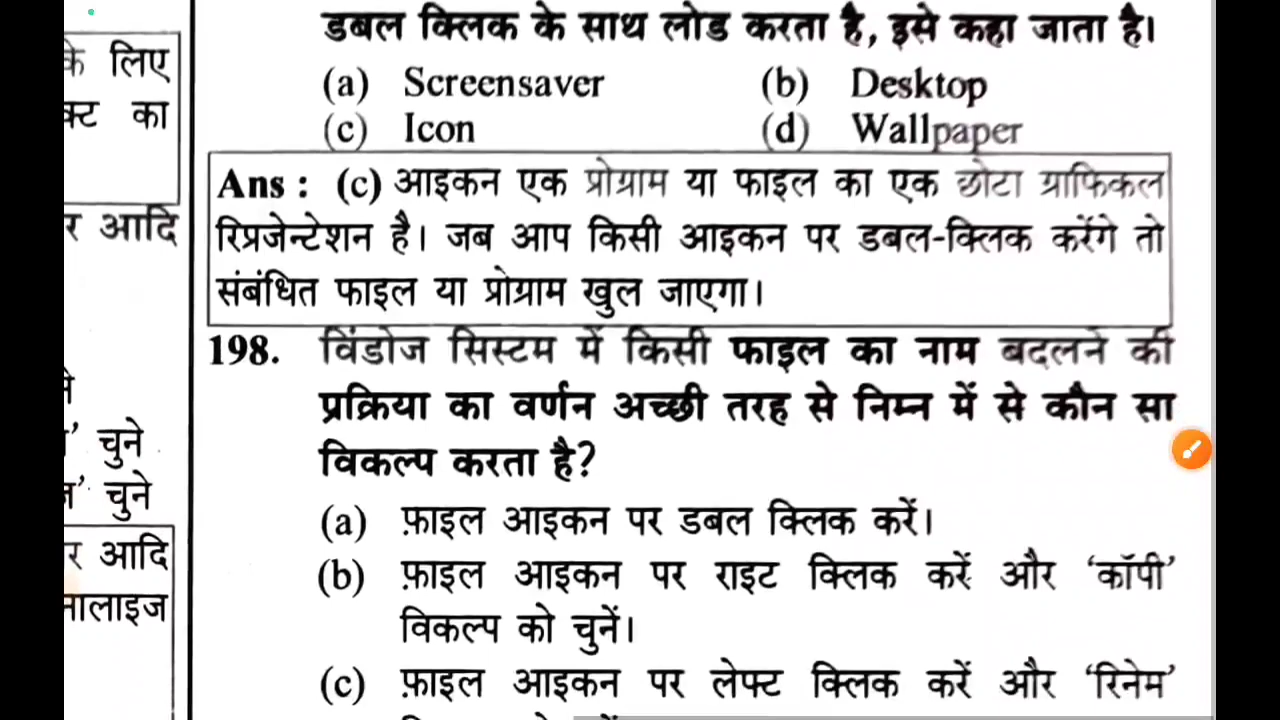 के लिए
क्ट का
र आदि
चुने
चुने
र आदि
नालाइज
डबल क्लिक के साथ लोड करता है, इसे कहा जाता है।
(a) Screensaver (b) Desktop
(c) Icon (d) Wallpaper
Ans : (c) आइकन एक प्रोग्राम या फाइल का एक छोटा ग्राफिकल
रिप्रजेन्टेशन है। जब आप किसी आइकन पर डबल-क्लिक करेंगे तो
संबंधित फाइल या प्रोग्राम खुल जाएगा।
198. विंडोज सिस्टम में किसी फाइल का नाम बदलने की
प्रक्रिया का वर्णन अच्छी तरह से निम्न में से कौन सा
विकल्प करता है?
(a) फ़ाइल आइकन पर डबल क्लिक करें।
(b) फ़ाइल आइकन पर राइट क्लिक करें और ‘कॉपी’
विकल्प को चुनें।
(c) फ़ाइल आइकन पर लेफ्ट क्लिक करें और ‘रिनेम’